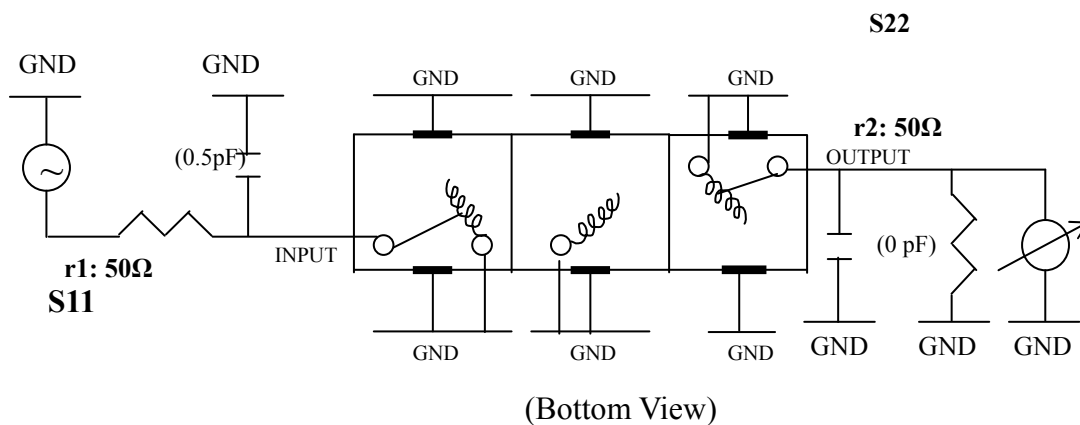 S22
GND
GND
GND
GND
GND
r2: 50Ω
(0.5pF)
OUTPUT
INPUT
(0 pF)
r1: 50Ω
S11
GND
GND
GND
GND
GND
GND
(Bottom View)